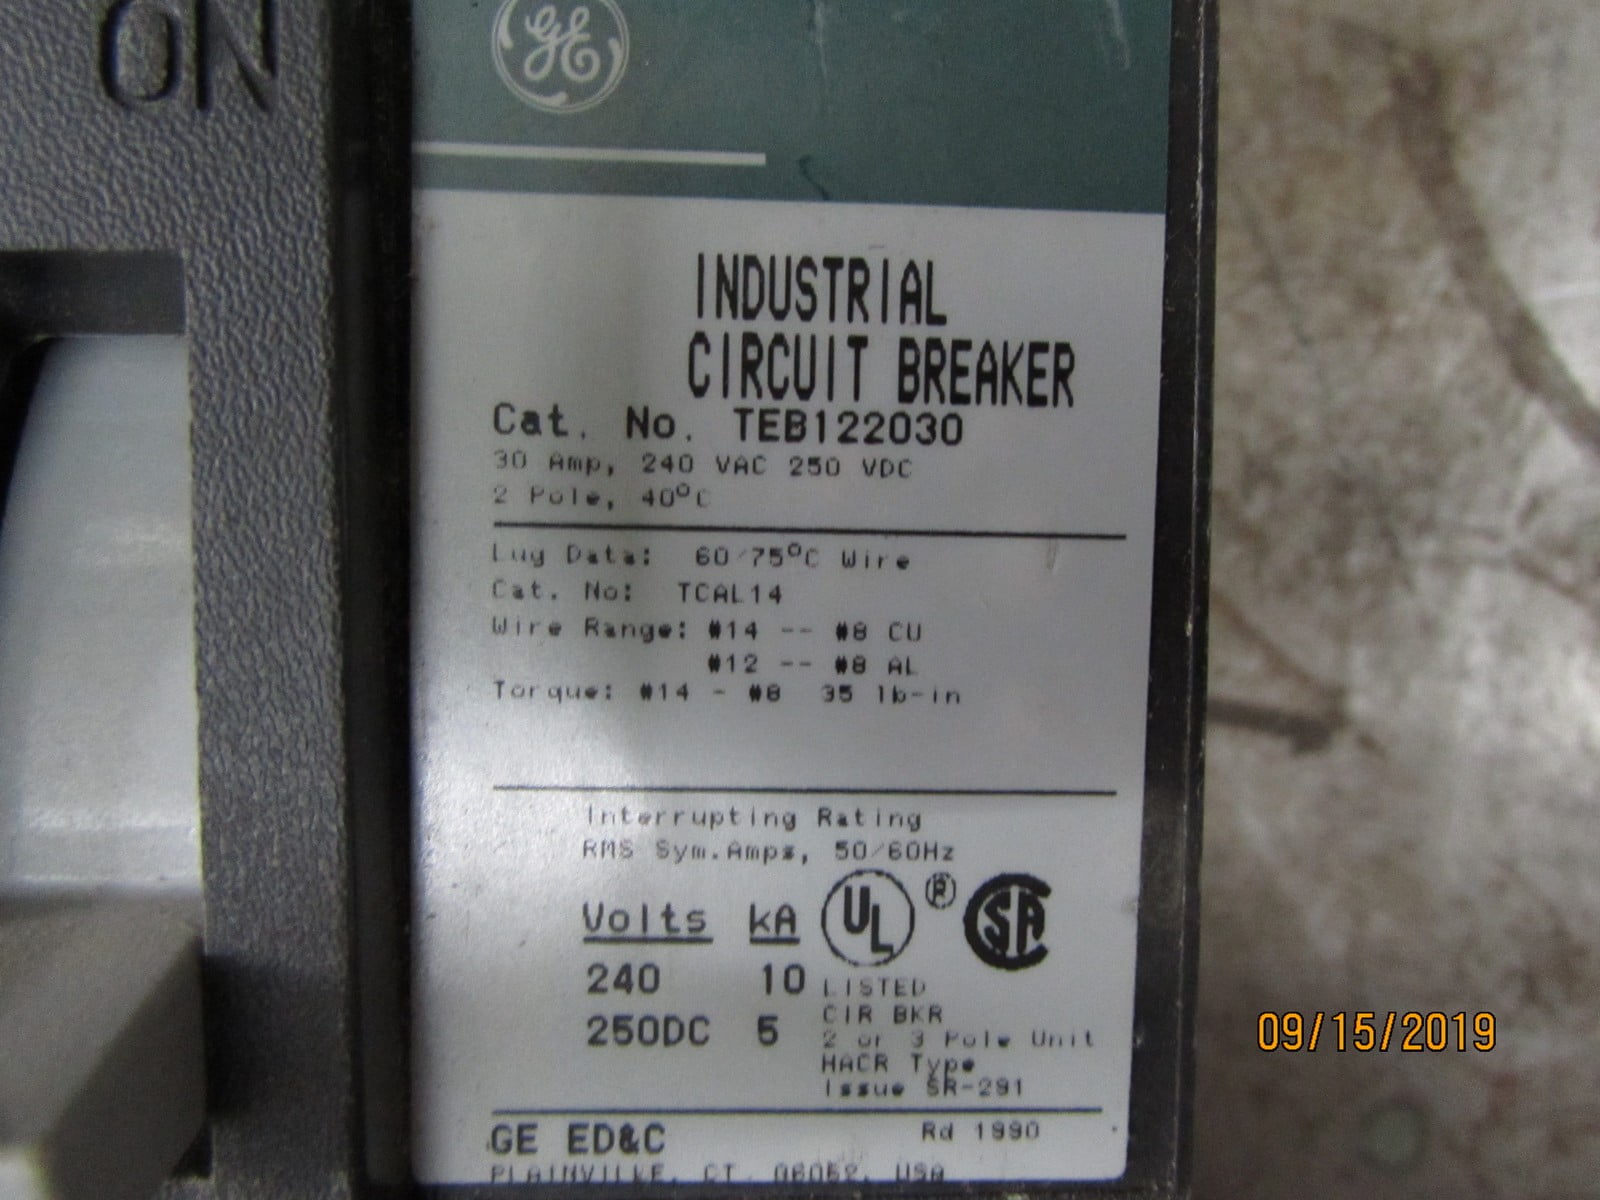 ON
GE
INDUSTRIAL
CIRCUIT BREAKER
Cat. No. TEB122030
30 Amp, 240 VAC 250 VDC
2 Pole, 40°C
Lug Data: 60/75°C Wire
Cat. No: TCAL14
Wire Range: #14 -- #8 CU
#12 -- #8 AL
Torque: #14 - #8 35 lb-in
Interrupting Rating
RMS Sym.Amps, 50/60Hz
Volts kA
240 10
250DC 5
UL ® SA
LISTED
CIR BKR
2 or 3 Pole Unit
HACR Type
Issue SR-291
GE ED&C Rd 1990
PLAINVILLE, CT. 06062, USA
09/15/2019